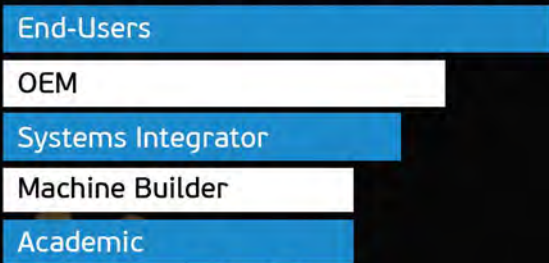 End-Users
OEM
Systems Integrator
Machine Builder
Academic